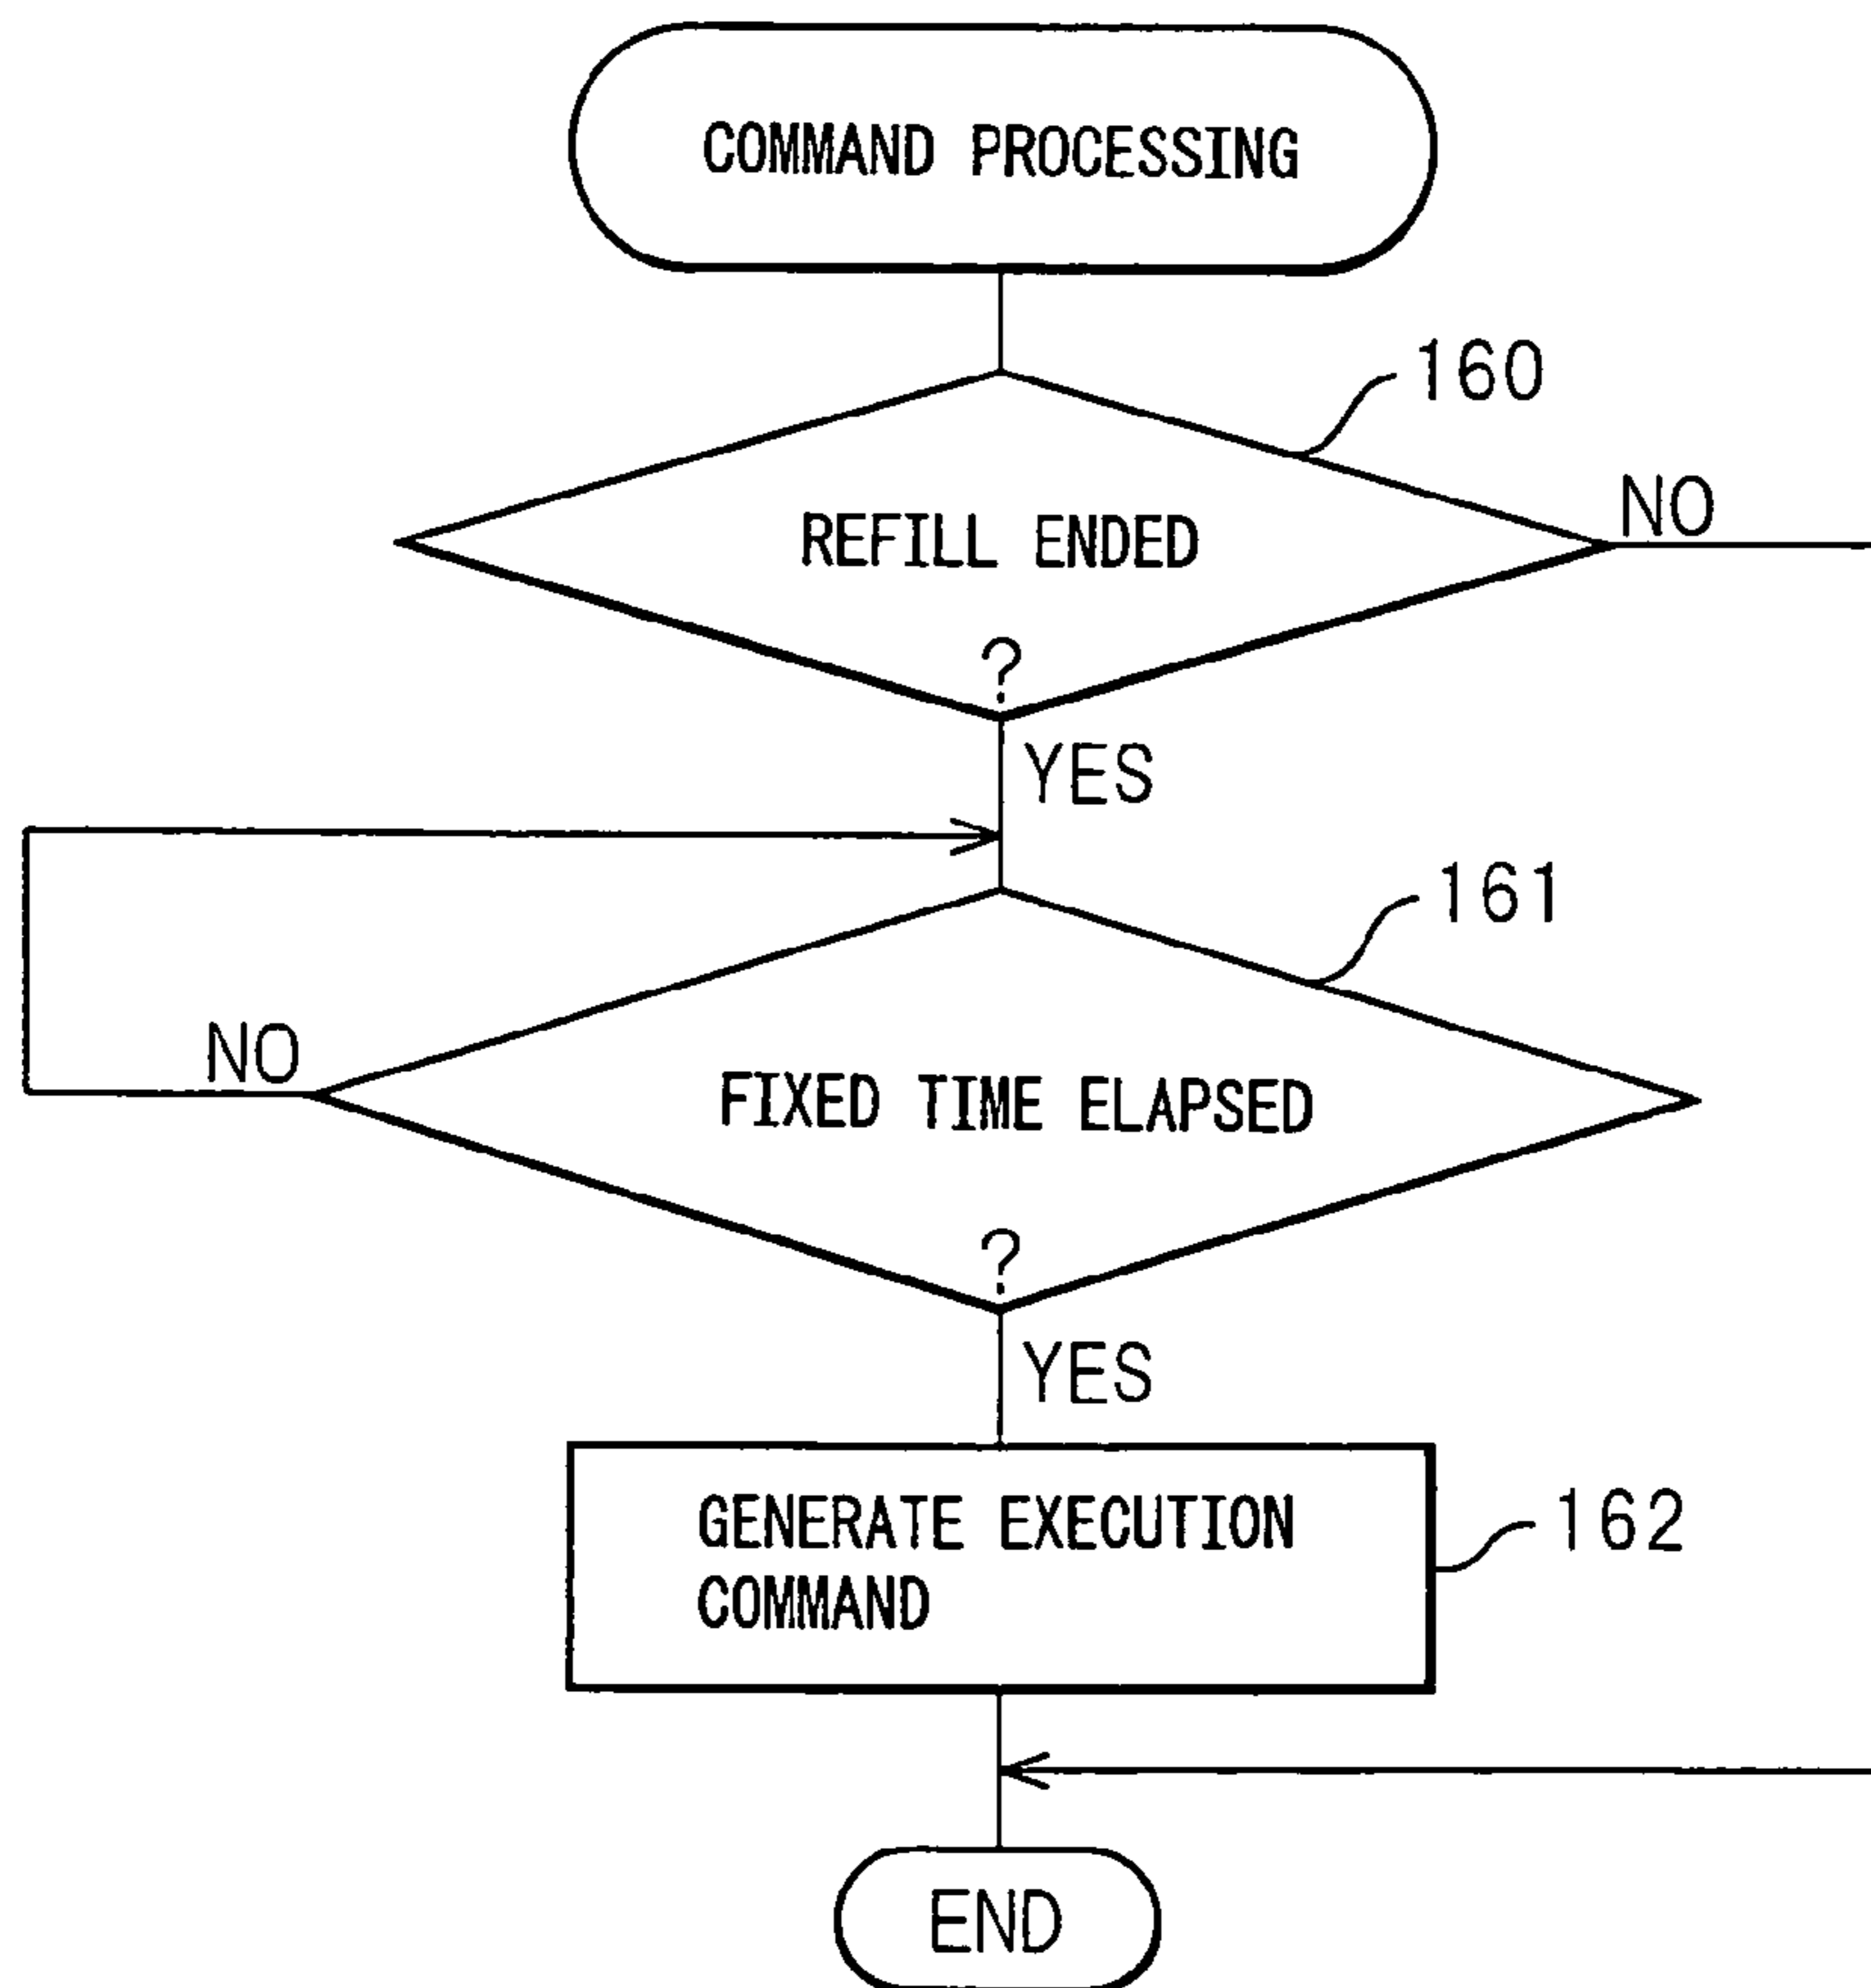 COMMAND PROCESSING
160
REFILL ENDED
NO
?
YES
161
NO
FIXED TIME ELAPSED
?
YES
GENERATE EXECUTION
COMMAND
162
END